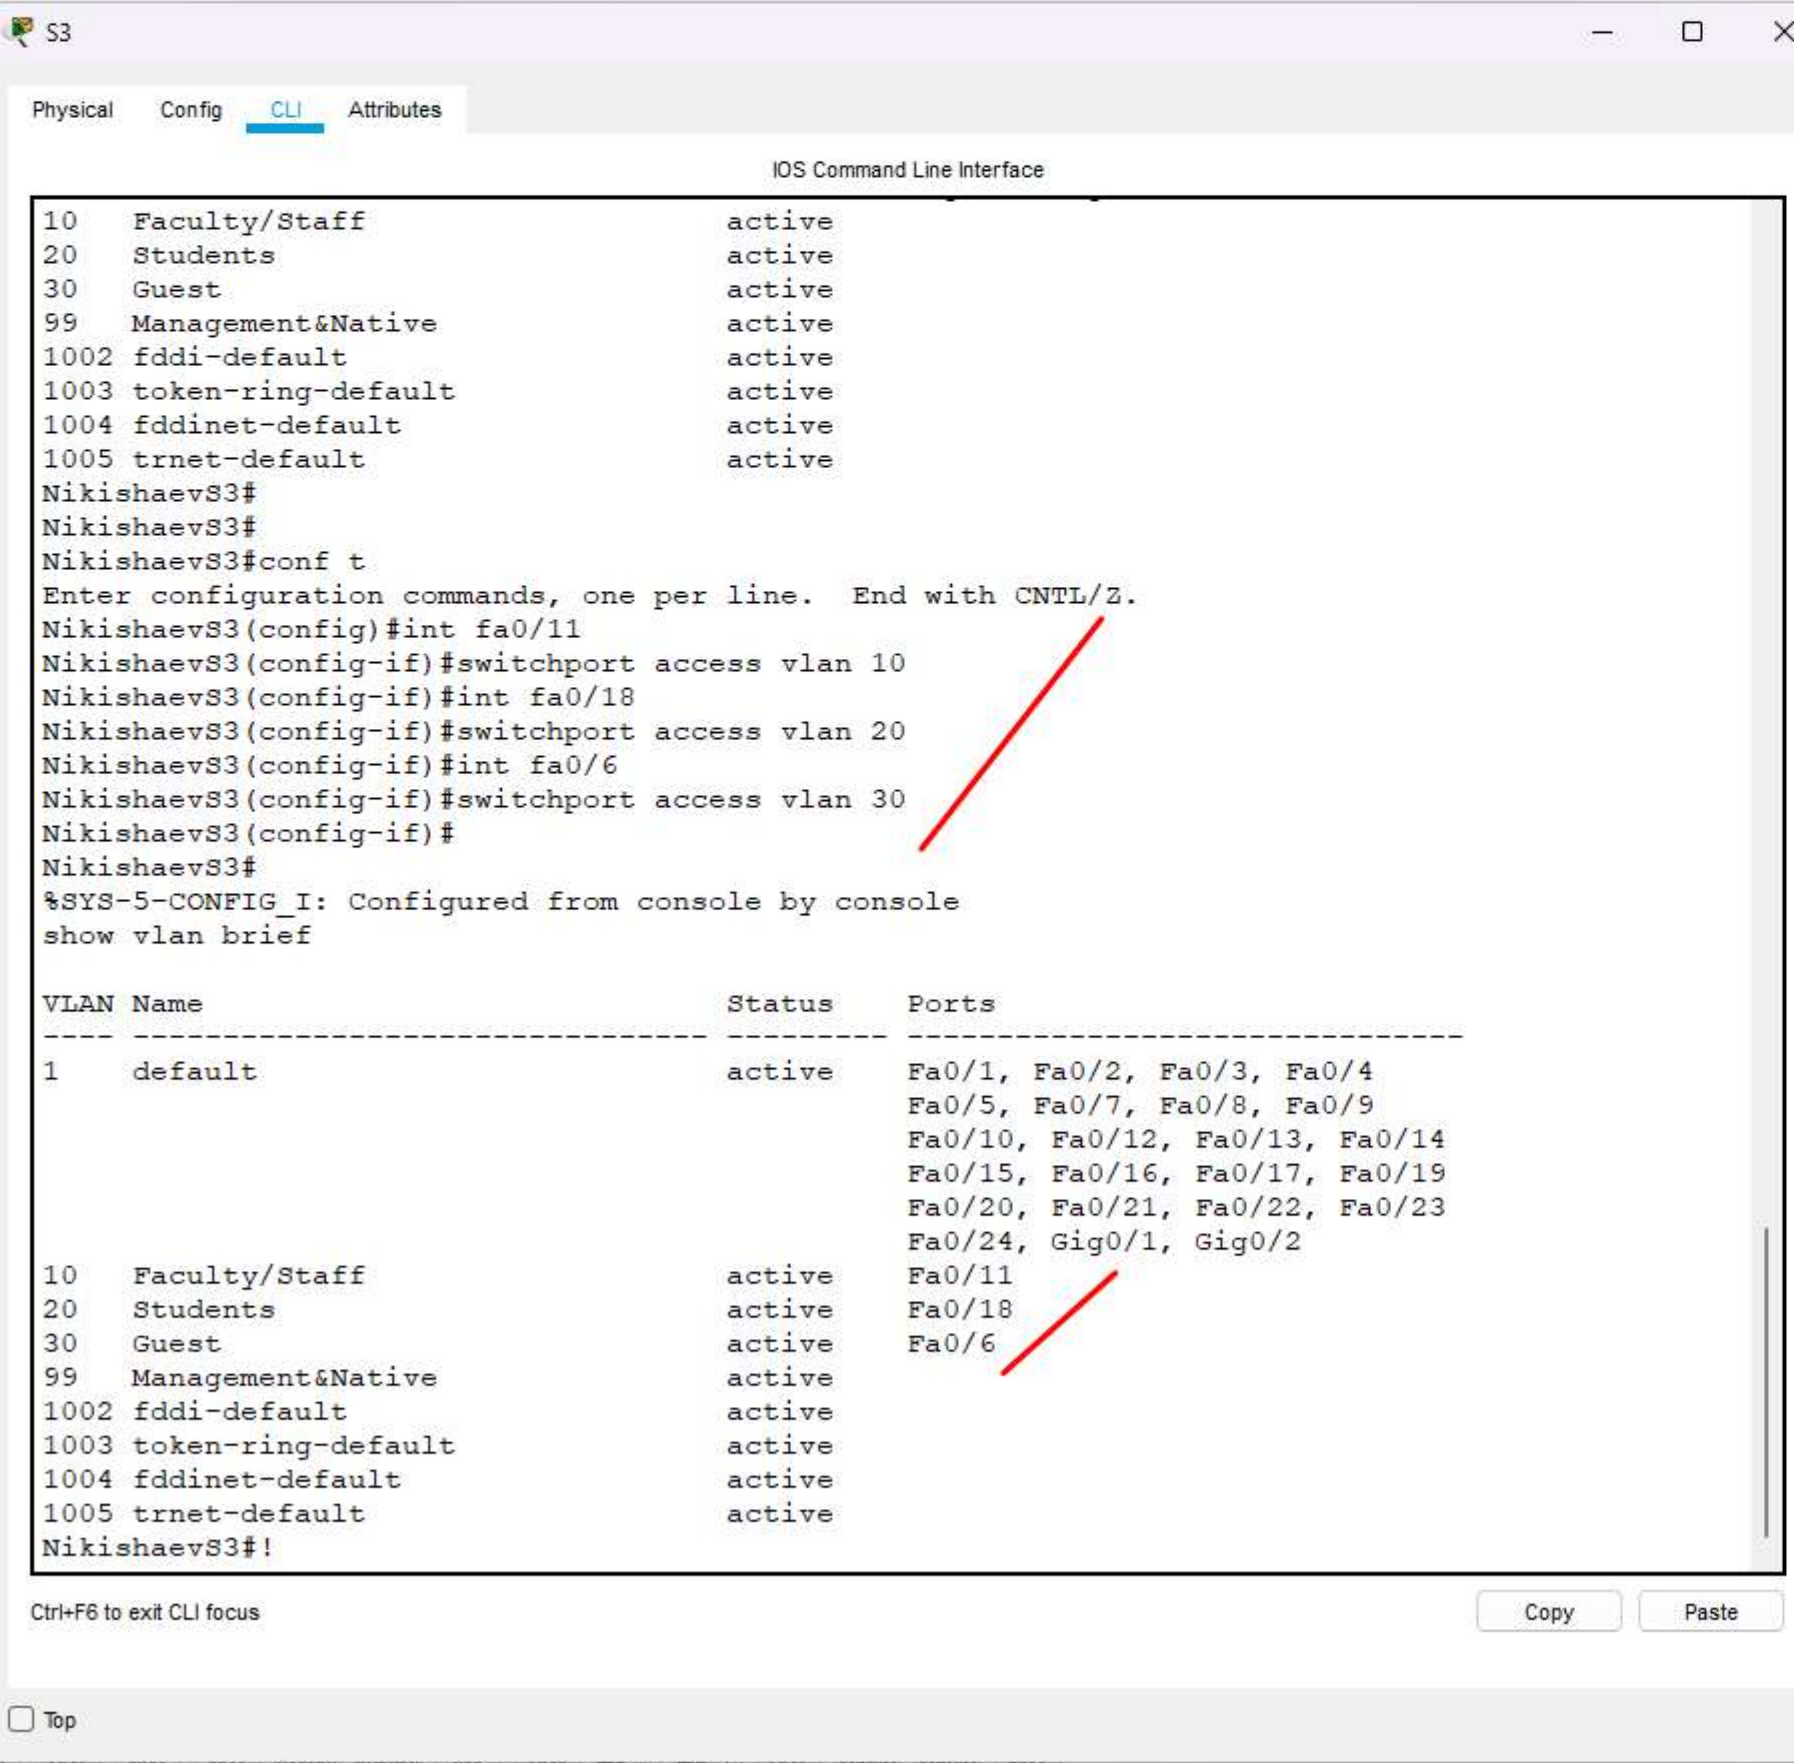 S3
Physical Config CLI Attributes
IOS Command Line Interface
10 Faculty/Staff active
20 Students active
30 Guest active
99 Management&Native active
1002 fddi-default active
1003 token-ring-default active
1004 fddinet-default active
1005 trnet-default active
NikishaevS3#
NikishaevS3#
NikishaevS3#conf t
Enter configuration commands, one per line. End with CNTL/Z.
NikishaevS3(config)#int fa0/11
NikishaevS3(config-if)#switchport access vlan 10
NikishaevS3(config-if)#int fa0/18
NikishaevS3(config-if)#switchport access vlan 20
NikishaevS3(config-if)#int fa0/6
NikishaevS3(config-if)#switchport access vlan 30
NikishaevS3(config-if)#
NikishaevS3#
%SYS-5-CONFIG_I: Configured from console by console
show vlan brief
VLAN Name Status Ports
---- -------------------------------- --------- -------------------------------
1 default active Fa0/1, Fa0/2, Fa0/3, Fa0/4
Fa0/5, Fa0/7, Fa0/8, Fa0/9
Fa0/10, Fa0/12, Fa0/13, Fa0/14
Fa0/15, Fa0/16, Fa0/17, Fa0/19
Fa0/20, Fa0/21, Fa0/22, Fa0/23
Fa0/24, Gig0/1, Gig0/2
10 Faculty/Staff active Fa0/11
20 Students active Fa0/18
30 Guest active Fa0/6
99 Management&Native active
1002 fddi-default active
1003 token-ring-default active
1004 fddinet-default active
1005 trnet-default active
NikishaevS3#!
Ctrl+F6 to exit CLI focus
Copy Paste
Top